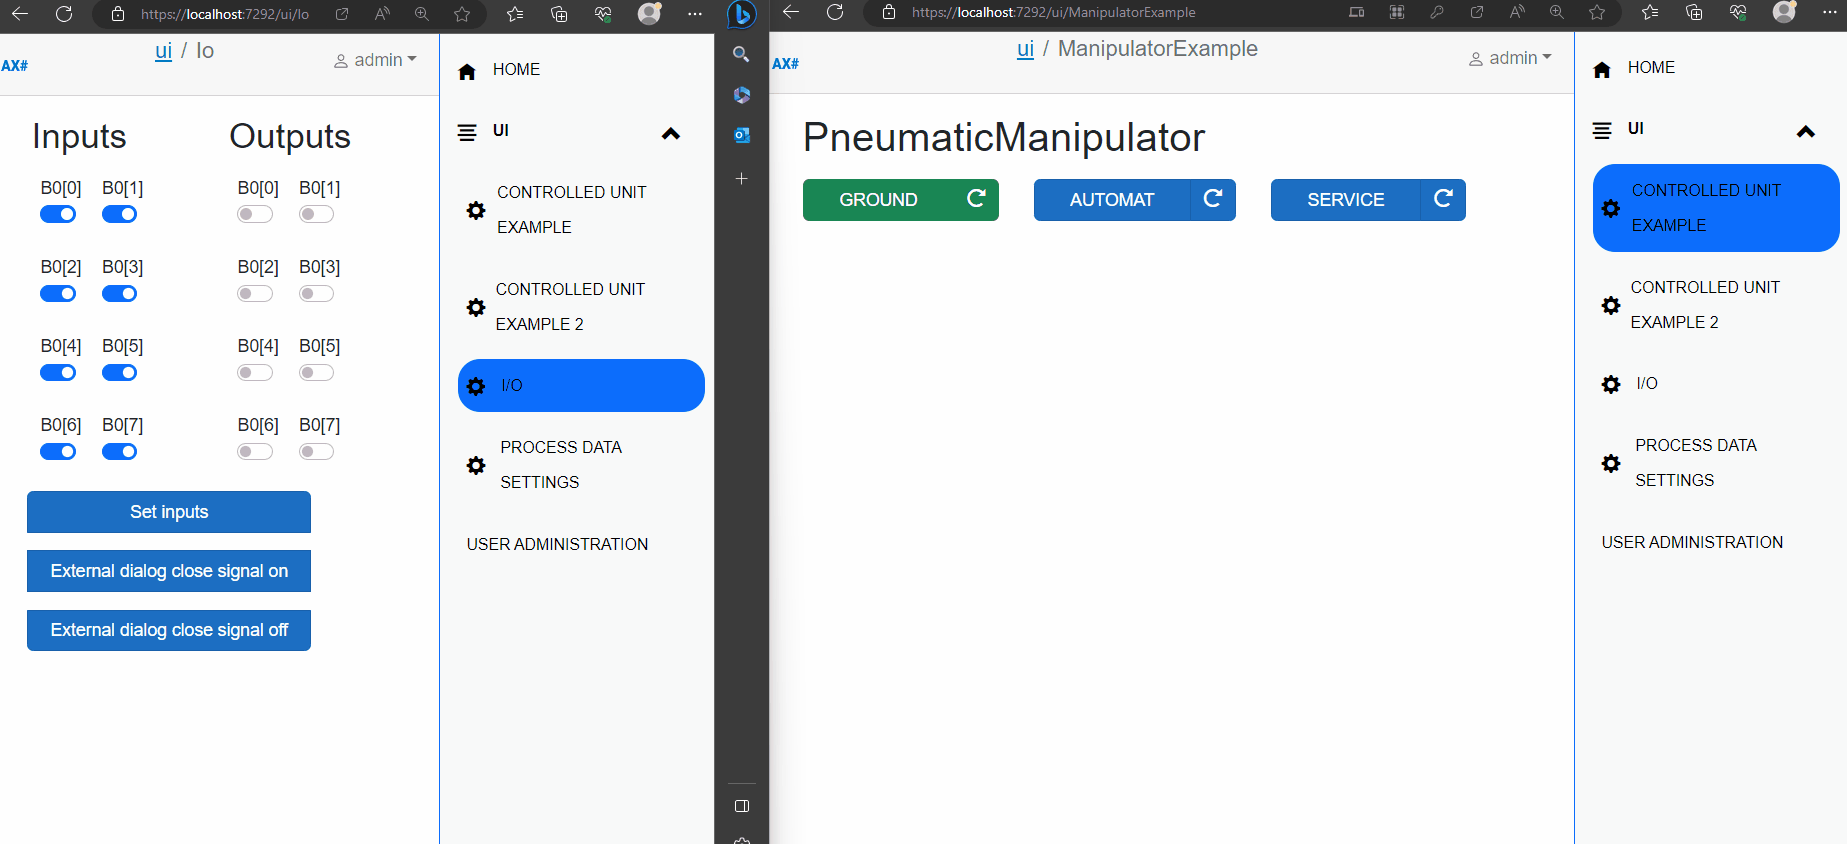 https://localhost:7292/ui/Io
AX#
ui / Io
admin
Inputs
Outputs
B0[0] B0[1]
B0[0] B0[1]
B0[2] B0[3]
B0[2] B0[3]
B0[4] B0[5]
B0[4] B0[5]
B0[6] B0[7]
B0[6] B0[7]
Set inputs
External dialog close signal on
External dialog close signal off
HOME
UI
CONTROLLED UNIT
EXAMPLE
CONTROLLED UNIT
EXAMPLE 2
I/O
PROCESS DATA
SETTINGS
USER ADMINISTRATION
https://localhost:7292/ui/ManipulatorExample
AX#
ui / ManipulatorExample
admin
PneumaticManipulator
GROUND
AUTOMAT
SERVICE
HOME
UI
CONTROLLED UNIT
EXAMPLE
CONTROLLED UNIT
EXAMPLE 2
I/O
PROCESS DATA
SETTINGS
USER ADMINISTRATION